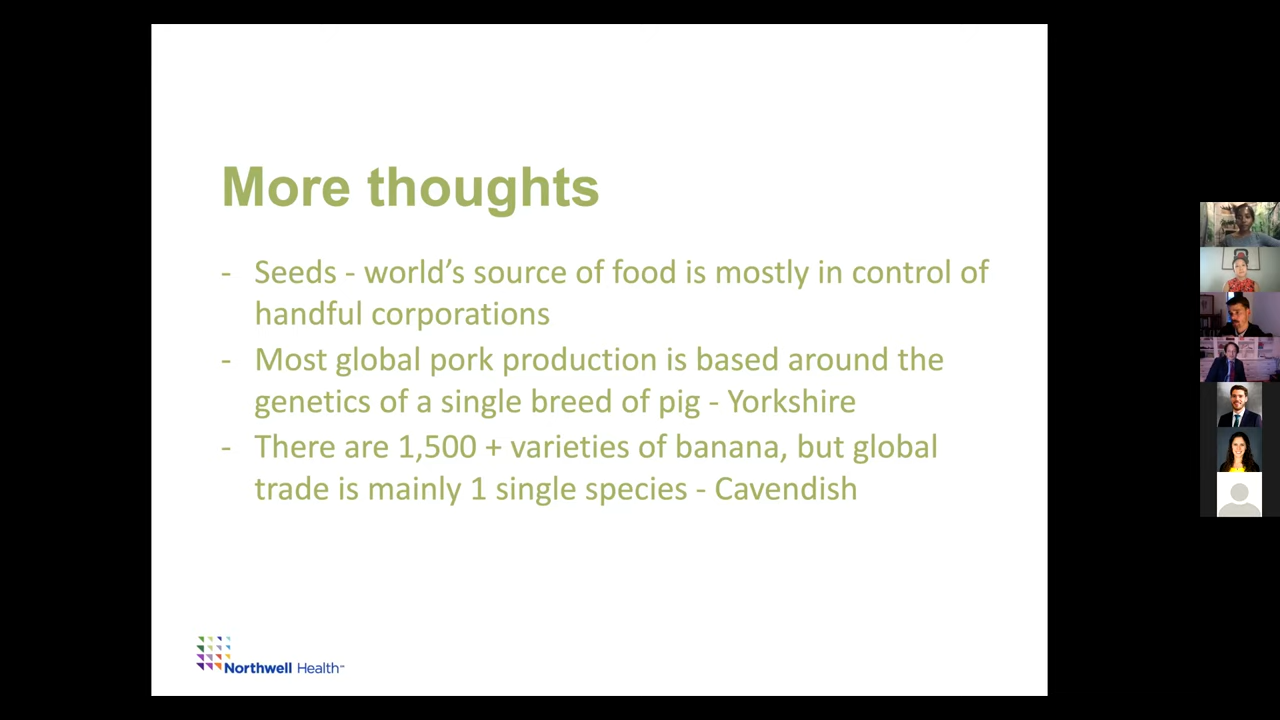 More thoughts
- Seeds - world's source of food is mostly in control of
handful corporations
- Most global pork production is based around the
genetics of a single breed of pig - Yorkshire
- There are 1,500 + varieties of banana, but global
trade is mainly 1 single species - Cavendish
Northwell Health℠